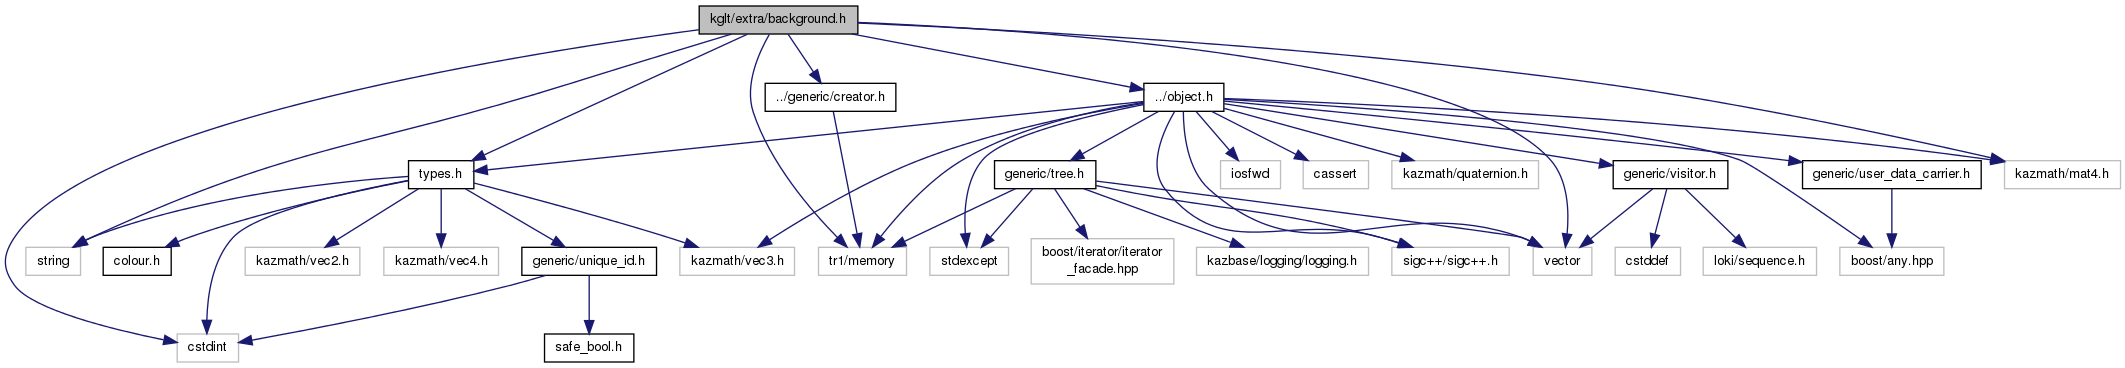 kglt/extra/background.h
../generic/creator.h
../object.h
types.h
generic/tree.h
iosfwd
cassert
kazmath/quaternion.h
generic/visitor.h
generic/user_data_carrier.h
kazmath/mat4.h
string
colour.h
kazmath/vec2.h
kazmath/vec4.h
generic/unique_id.h
kazmath/vec3.h
tr1/memory
stdexcept
boost/iterator/iterator
_facade.hpp
kazbase/logging/logging.h
sigc++/sigc++.h
vector
cstddef
loki/sequence.h
boost/any.hpp
cstdint
safe_bool.h